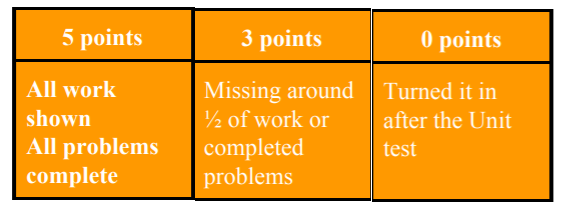 5 points
3 points
0 points
All work
shown
All problems
complete
Missing around
½ of work or
completed
problems
Turned it in
after the Unit
test